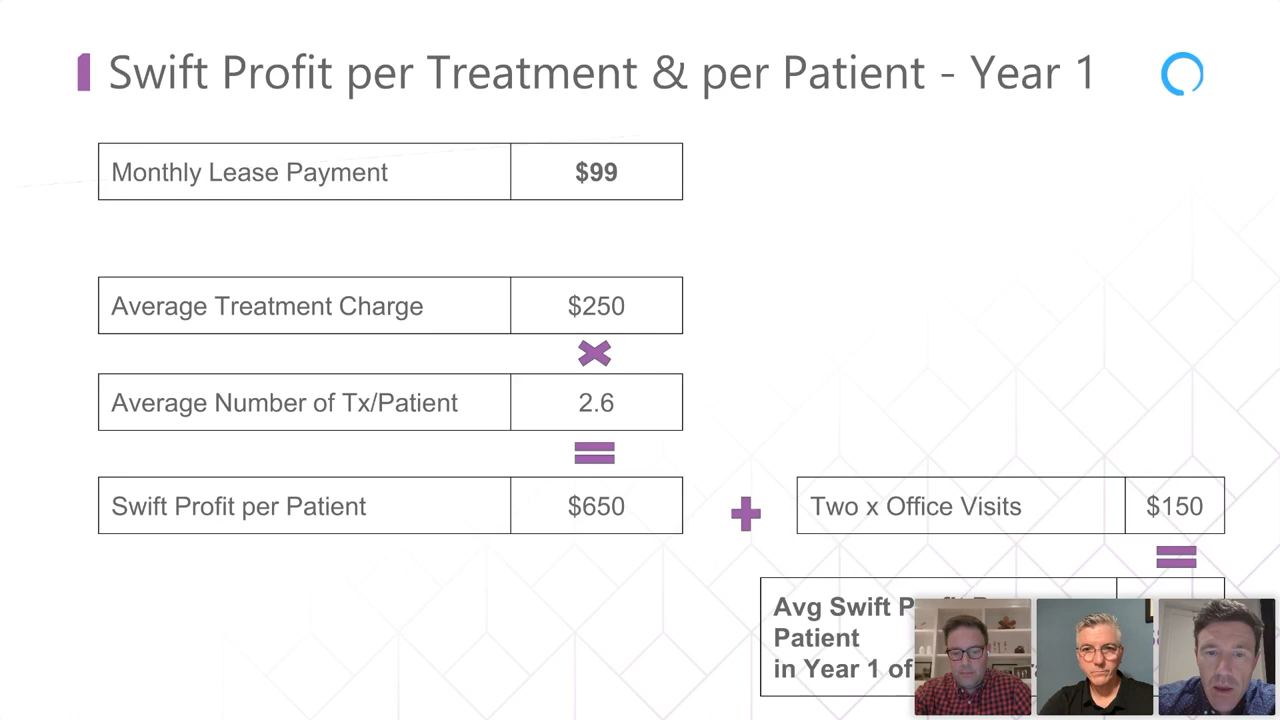 Swift Profit per Treatment & per Patient - Year 1
Monthly Lease Payment $99
Average Treatment Charge $250
Average Number of Tx/Patient 2.6
Swift Profit per Patient $650
Two x Office Visits $150
Avg Swift
Patient
in Year 1 of